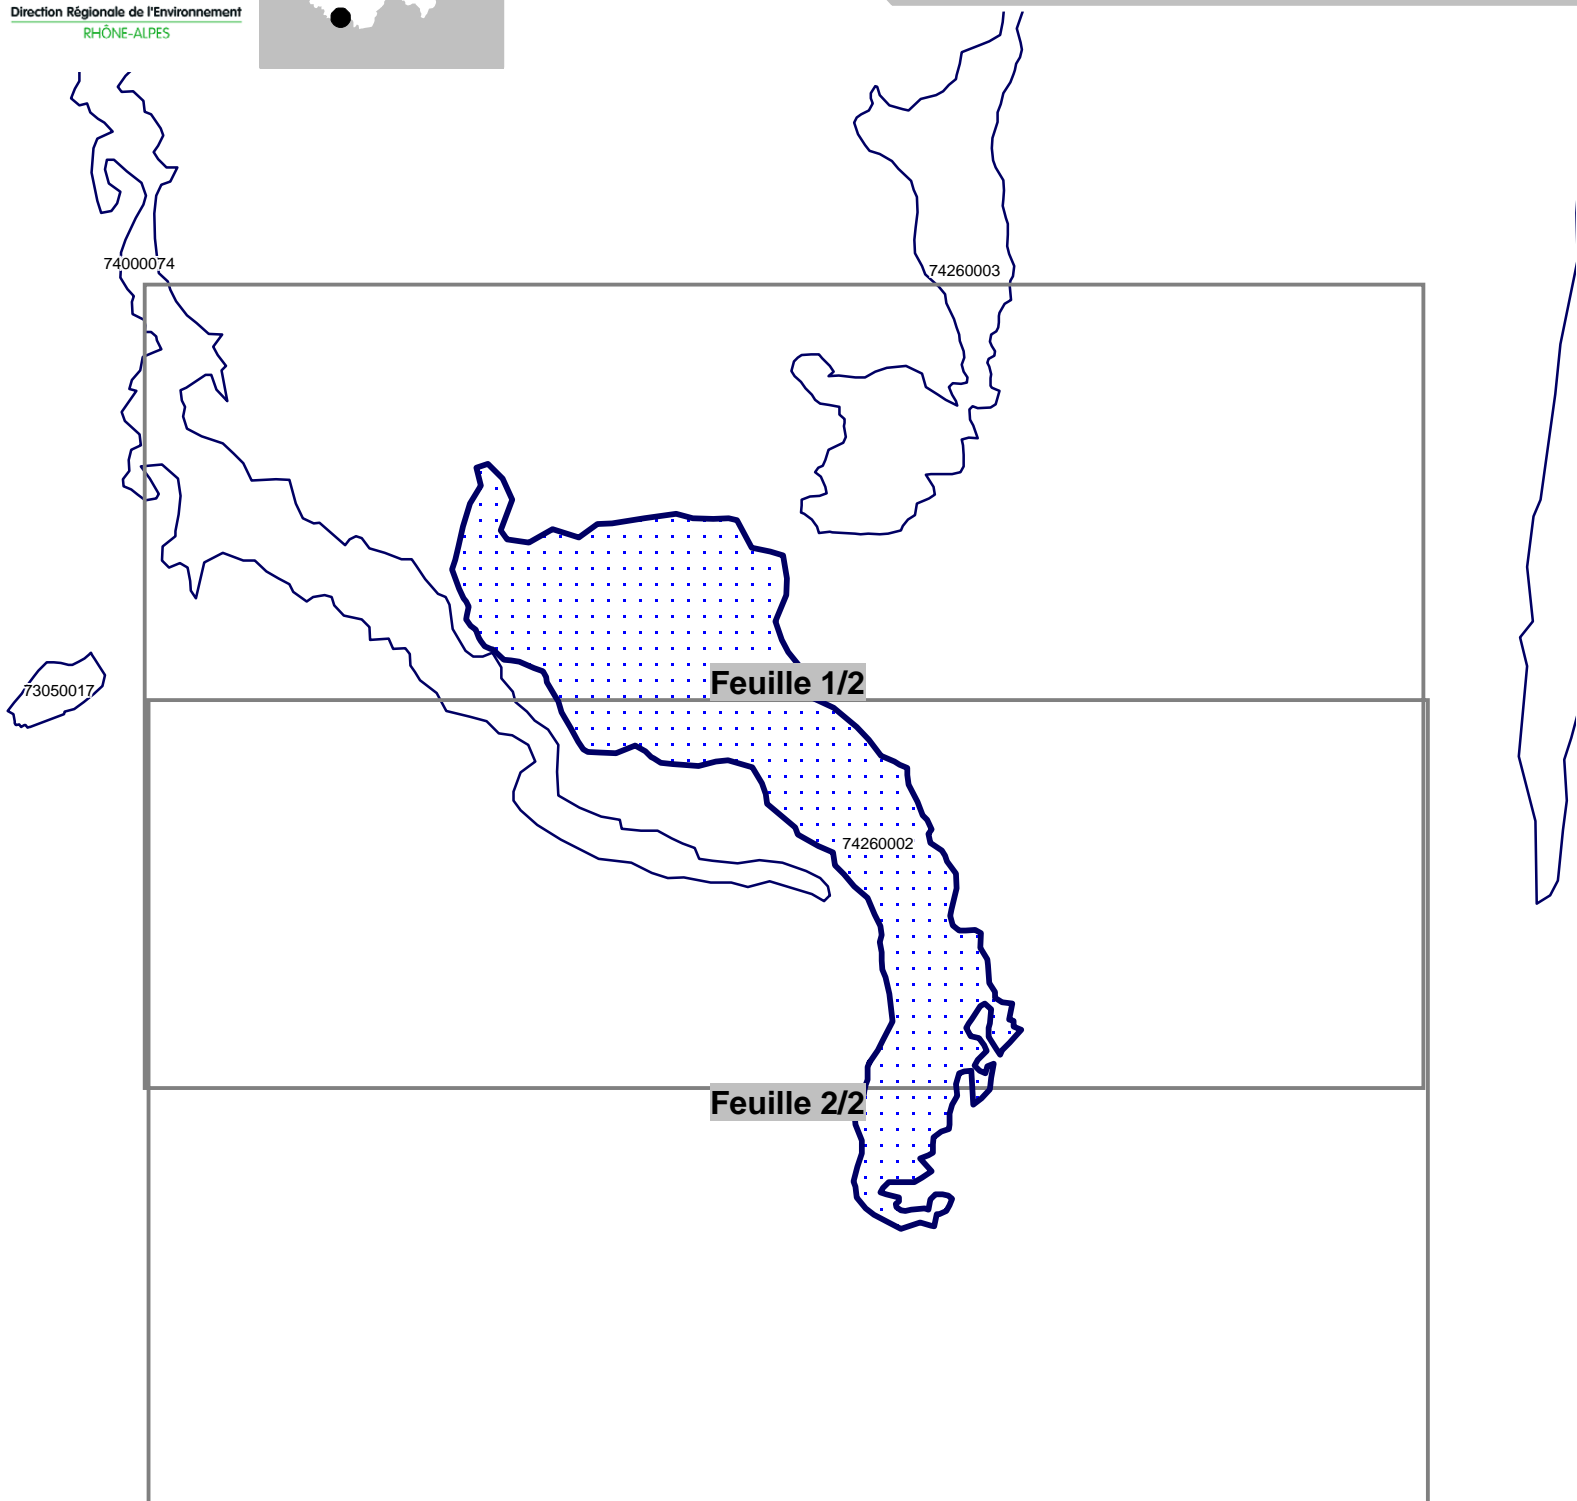 Direction Régionale de l'Environnement
RHÔNE-ALPES
74000074
74260003
73050017
Feuille 1/2
74260002
Feuille 2/2